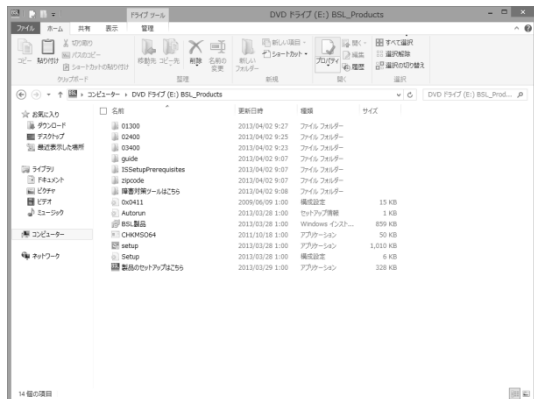 ドライブ ツール
DVD ドライブ (E:) BSL_Products
ファイル ホーム 共有 表示 管理
コピー 貼り付け
切り取り
パスのコピー
ショートカットの貼り付け
クリップボード
移動先 コピー先 削除 名前の変更
整理
新しいフォルダー
新しい項目
ショートカット
新規
プロパティ
開く
編集
履歴
開く
すべて選択
選択解除
選択の切り替え
選択
コンピューター DVD ドライブ (E:) BSL_Products
DVD ドライブ (E:) BSL_Prod...
お気に入り
ダウンロード
デスクトップ
最近表示した場所
ライブラリ
ドキュメント
ピクチャ
ビデオ
ミュージック
コンピューター
ネットワーク
名前 更新日時 種類 サイズ
01300 2013/04/02 9:27 ファイル フォルダー
02400 2013/04/02 9:25 ファイル フォルダー
03400 2013/04/02 9:23 ファイル フォルダー
guide 2013/04/02 9:07 ファイル フォルダー
ISSetupPrerequisites 2013/04/02 9:07 ファイル フォルダー
zipcode 2013/04/02 9:07 ファイル フォルダー
障害対策ツールはこちら 2013/04/02 9:08 ファイル フォルダー
0x0411 2009/06/09 1:00 構成設定 15 KB
Autorun 2013/03/28 1:00 セットアップ情報 1 KB
BSL製品 2013/03/28 1:00 Windows インスト... 859 KB
CHKMSO64 2011/10/18 1:00 アプリケーション 50 KB
setup 2013/03/28 1:00 アプリケーション 1,010 KB
Setup 2013/03/28 1:00 構成設定 6 KB
製品のセットアップはこちら 2013/03/29 1:00 アプリケーション 328 KB
14 個の項目